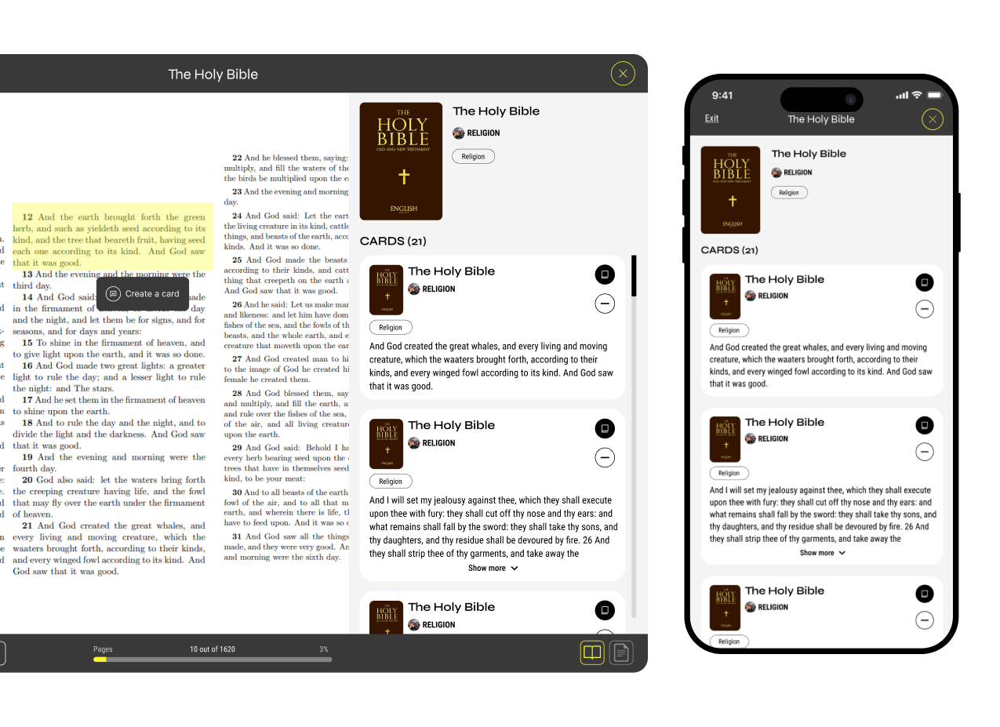 The Holy Bible
12 And the earth brought forth the green
herb, and such as yieldeth seed according to its
kind, and the tree that beareth fruit, having seed
each one according to its kind. And God saw
that it was good.
13 And the evening and the morning were the
third day.
14 And God said:
made
in the firmament of heaven, to divide the day
and the night, and let them be for signs, and for
seasons, and for days and years:
15 To shine in the firmament of heaven, and
to give light upon the earth, and it was so done.
16 And God made two great lights: a greater
light to rule the day; and a lesser light to rule
the night: and The stars.
17 And he set them in the firmament of heaven
to shine upon the earth.
18 And to rule the day and the night, and to
divide the light and the darkness. And God saw
that it was good.
19 And the evening and morning were the
fourth day.
20 God also said: let the waters bring forth
the creeping creature having life, and the fowl
that may fly over the earth under the firmament
of heaven.
21 And God created the great whales, and
every living and moving creature, which the
waaters brought forth, according to their kinds,
and every winged fowl according to its kind. And
God saw that it was good.
Create a card
22 And he blessed them, saying:
multiply, and fill the waters of the
the birds be multiplied upon the
23 And the evening and morning
day.
24 And God said: Let the eart
the living creature in its kind, cattle
things, and beasts of the earth, acco
kinds. And it was so done.
25 And God made the beasts
according to their kinds, and catt
thing that creepeth on the earth
And God saw that it was good.
26 And he said: Let us make man
and likeness: and let him have dom
fishes of the sea, and the fowls of th
beasts, and the whole earth, and e
creature that moveth upon the ear
27 And God created man to hi
to the image of God he created hi
female he created them.
28 And God blessed them, say
and multiply, and fill the earth, a
and rule over the fishes of the sea,
of the air, and all living creature
upon the earth.
29 And God said: Behold I ha
every herb bearing seed upon the
trees that have in themselves seed
kind, to be your meat:
30 And to all beasts of the earth
fowl of the air, and to all that m
earth, and wherein there is life, th
have to feed upon. And it was so
31 And God saw all the things
made, and they were very good. An
and morning were the sixth day.
THE
HOLY
BIBLE
OLD AND NEW TESTAMENT
ENGLISH
The Holy Bible
RELIGION
Religion
CARDS (21)
HOLY
BIBLE
The Holy Bible
RELIGION
Religion
And God created the great whales, and every living and moving
creature, which the waaters brought forth, according to their
kinds, and every winged fowl according to its kind. And God saw
that it was good.
HOLY
BIBLE
The Holy Bible
RELIGION
Religion
And I will set my jealousy against thee, which they shall execute
upon thee with fury: they shall cut off thy nose and thy ears: and
what remains shall fall by the sword: they shall take thy sons, and
thy daughters, and thy residue shall be devoured by fire. 26 And
they shall strip thee of thy garments, and take away the
Show more
HOLY
BIBLE
The Holy Bible
RELIGION
Pages
10 out of 1620
3%
9:41
Exit
The Holy Bible
THE
HOLY
BIBLE
OLD AND NEW TESTAMENT
ENGLISH
The Holy Bible
RELIGION
Religion
CARDS (21)
HOLY
BIBLE
The Holy Bible
RELIGION
Religion
And God created the great whales, and every living and moving
creature, which the waaters brought forth, according to their
kinds, and every winged fowl according to its kind. And God saw
that it was good.
HOLY
BIBLE
The Holy Bible
RELIGION
Religion
And I will set my jealousy against thee, which they shall execute
upon thee with fury: they shall cut off thy nose and thy ears: and
what remains shall fall by the sword: they shall take thy sons, and
thy daughters, and thy residue shall be devoured by fire. 26 And
they shall strip thee of thy garments, and take away the
Show more
HOLY
BIBLE
The Holy Bible
RELIGION
Religion